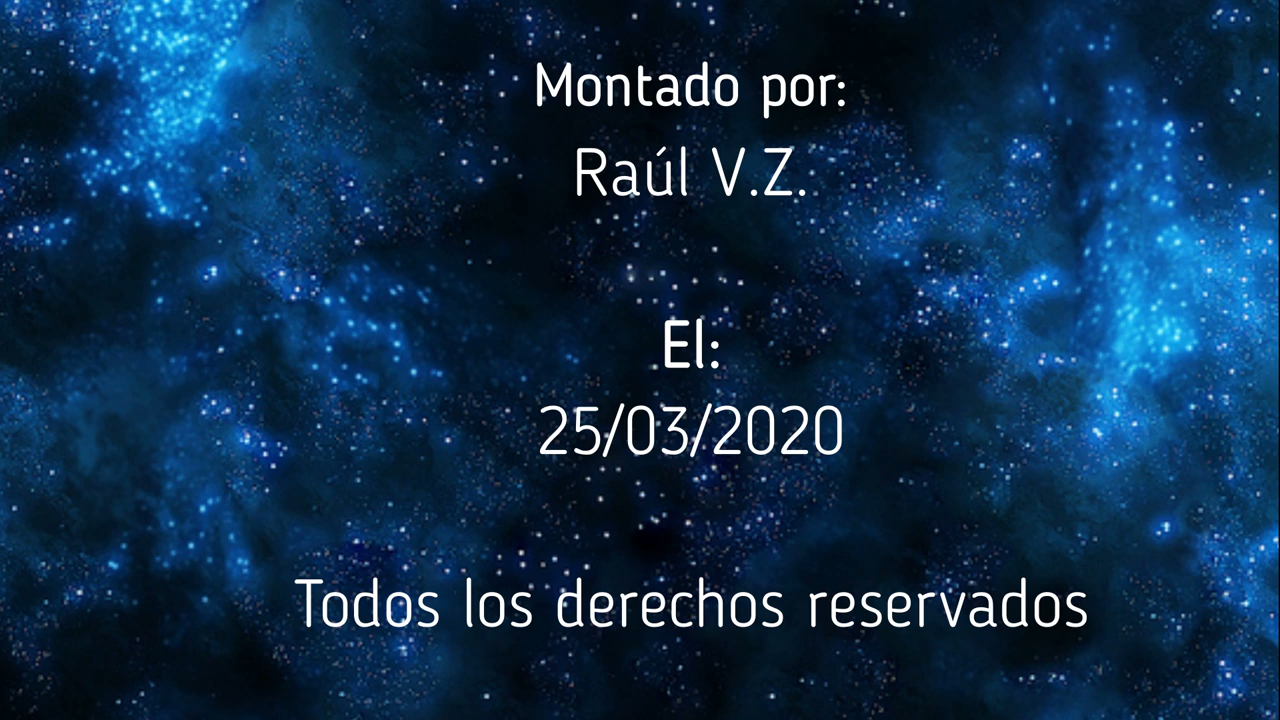 Montado por:
Raúl V.Z.
El:
25/03/2020
Todos los derechos reservados